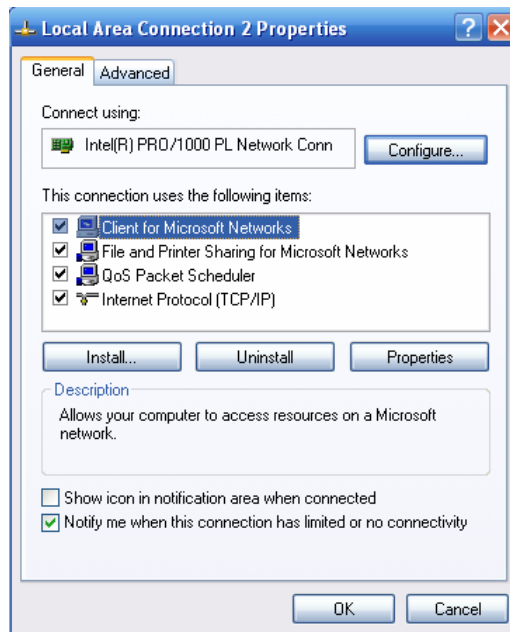 Local Area Connection 2 Properties
General Advanced
Connect using:
Intel(R) PRO/1000 PL Network Conn Configure...
This connection uses the following items:
Client for Microsoft Networks
File and Printer Sharing for Microsoft Networks
QoS Packet Scheduler
Internet Protocol (TCP/IP)
Install... Uninstall Properties
Description
Allows your computer to access resources on a Microsoft
network.
Show icon in notification area when connected
Notify me when this connection has limited or no connectivity
OK Cancel